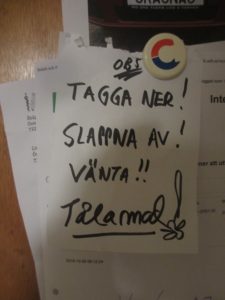 OBS
TAGGA NER!
SLAPPNA AV!
VÄNTA!!
Tålamod!